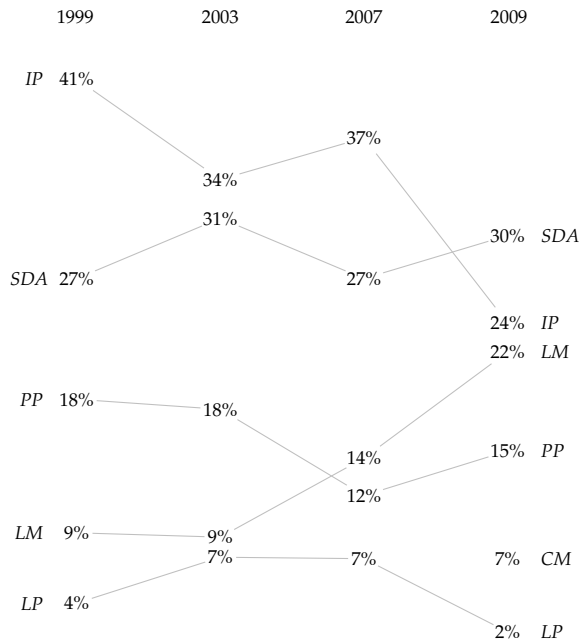 1999 2003 2007 2009
IP 41%
37%
34%
31%
30% SDA
SDA 27%
27%
24% IP
22% LM
PP 18%
18%
14%
15% PP
12%
LM 9%
9%
7%
7%
7% CM
LP 4%
2% LP